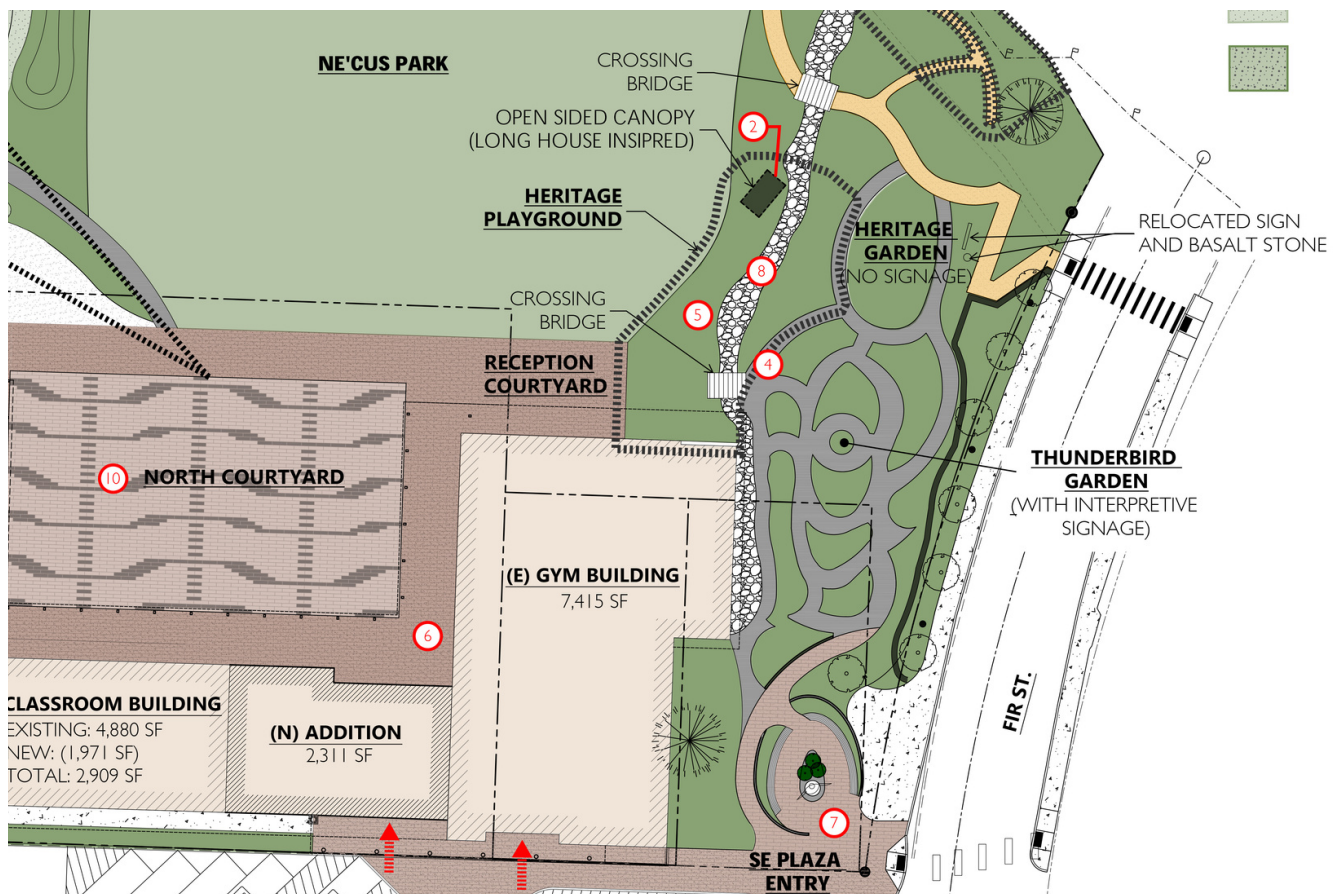 NE'CUS PARK
CROSSING
BRIDGE
OPEN SIDED CANOPY
(LONG HOUSE INSIPRED)
2
HERITAGE
PLAYGROUND
HERITAGE
GARDEN
(NO SIGNAGE)
RELOCATED SIGN
AND BASALT STONE
8
CROSSING
BRIDGE
5
4
RECEPTION
COURTYARD
10
NORTH COURTYARD
THUNDERBIRD
GARDEN
(WITH INTERPRETIVE
SIGNAGE)
(E) GYM BUILDING
7,415 SF
6
CLASSROOM BUILDING
EXISTING: 4,880 SF
NEW: (1,971 SF)
TOTAL: 2,909 SF
(N) ADDITION
2,311 SF
FIR ST.
7
SE PLAZA
ENTRY